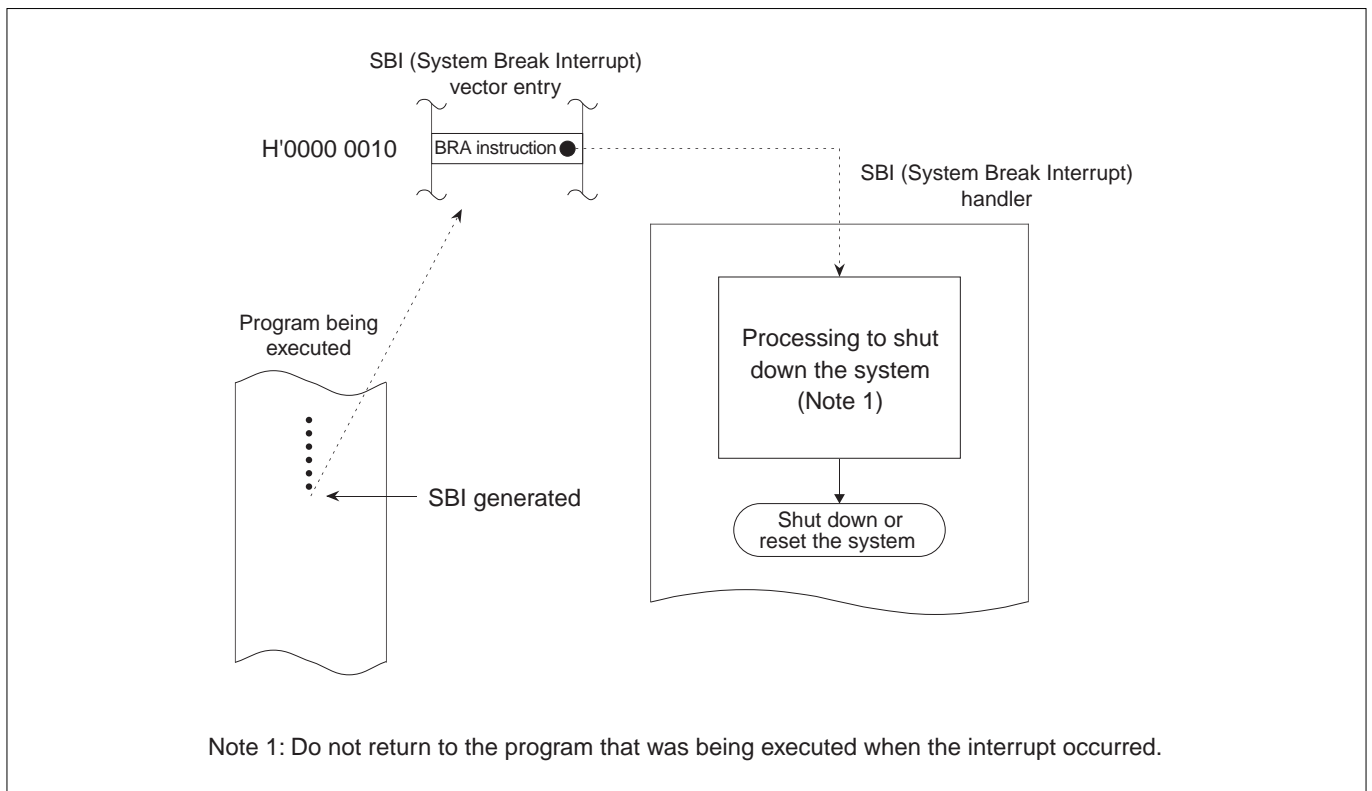 SBI (System Break Interrupt)
vector entry
H'0000 0010
BRA instruction
SBI (System Break Interrupt)
handler
Program being
executed
Processing to shut
down the system
(Note 1)
SBI generated
Shut down or
reset the system
Note 1: Do not return to the program that was being executed when the interrupt occurred.